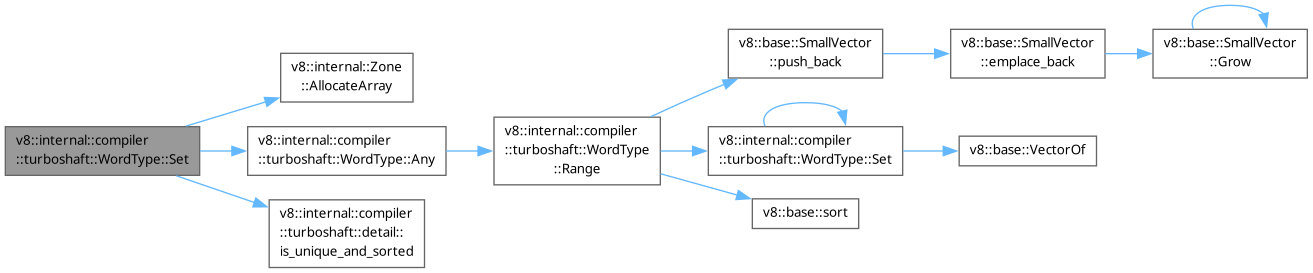 v8::internal::compiler
::turboshaft::WordType::Set
v8::internal::Zone
::AllocateArray
v8::internal::compiler
::turboshaft::WordType::Any
v8::internal::compiler
::turboshaft::detail::
is_unique_and_sorted
v8::internal::compiler
::turboshaft::WordType
::Range
v8::base::SmallVector
::push_back
v8::internal::compiler
::turboshaft::WordType::Set
v8::base::sort
v8::base::SmallVector
::emplace_back
v8::base::VectorOf
v8::base::SmallVector
::Grow